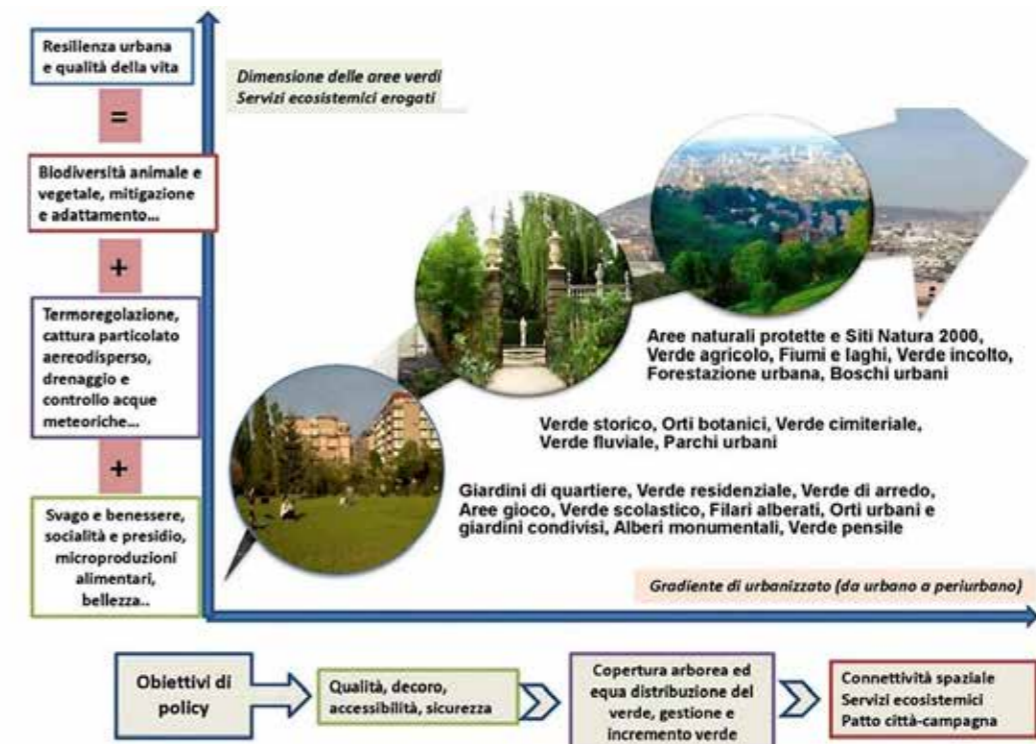 Resilienza urbana
e qualità della vita
=
Biodiversità animale e
vegetale, mitigazione
e adattamento...
+
Termoregolazione,
cattura particolato
aereodisperso,
drenaggio e
controllo acque
meteoriche...
+
Svago e benessere,
socialità e presidio,
microproduzioni
alimentari,
bellezza..
Dimensione delle aree verdi
Servizi ecosistemici erogati
Aree naturali protette e Siti Natura 2000,
Verde agricolo, Fiumi e laghi, Verde incolto,
Forestazione urbana, Boschi urbani
Verde storico, Orti botanici, Verde cimiteriale,
Verde fluviale, Parchi urbani
Giardini di quartiere, Verde residenziale, Verde di arredo,
Aree gioco, Verde scolastico, Filari alberati, Orti urbani e
giardini condivisi, Alberi monumentali, Verde pensile
Gradiente di urbanizzato (da urbano a periurbano)
Obiettivi di
policy
Qualità, decoro,
accessibilità, sicurezza
Copertura arborea ed
equa distribuzione del
verde, gestione e
incremento verde
Connettività spaziale
Servizi ecosistemici
Patto città-campagna